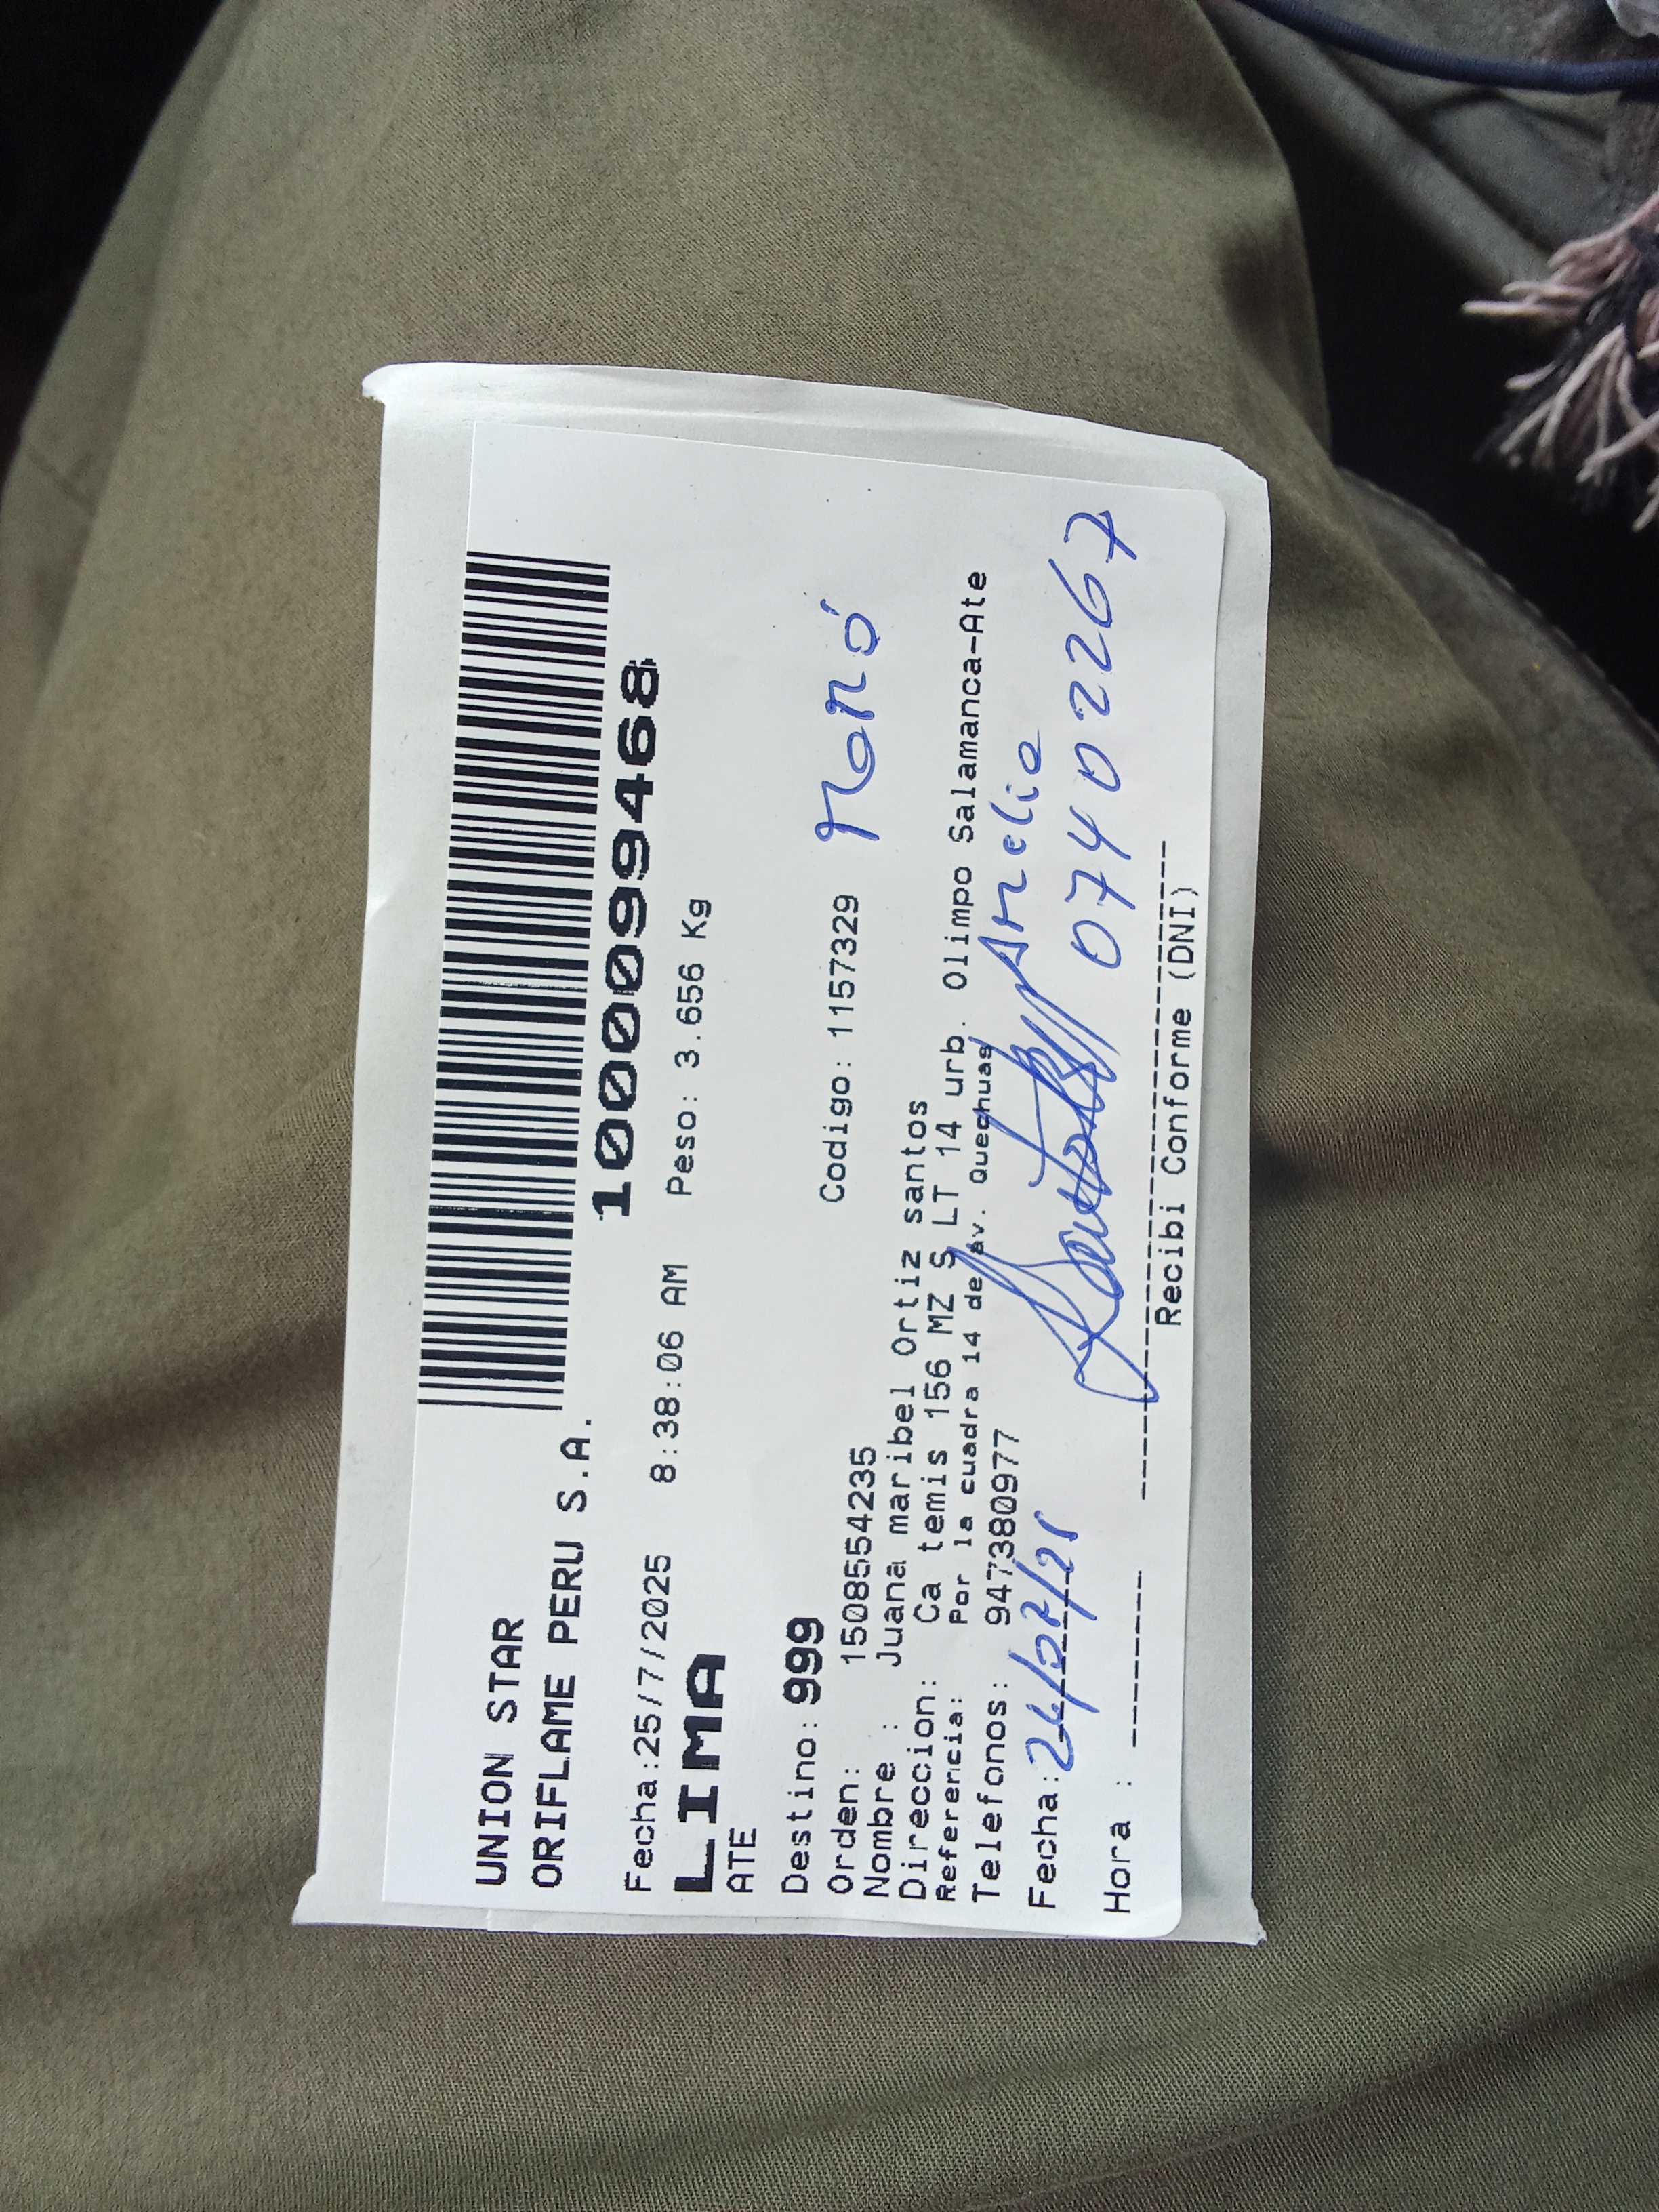 UNION STAR
ORIFLAME PERU S.A.
1000099468
Fecha:25/7/2025 8:38:06 AM Peso: 3.656 Kg
LIMA
ATE
Destino: 999
Orden: 1508554235 Codigo: 1157329
Nombre : Juana maribel Ortiz santos
Direccion: Ca temis 156 MZ S LT 14 urb. Olimpo Salamanca-Ate
Referencia: Por la cuadra 14 de áv. Quechuas
Telefonos: 947380977
Fecha:
07402267
Hora :
Recibi Conforme (DNI)